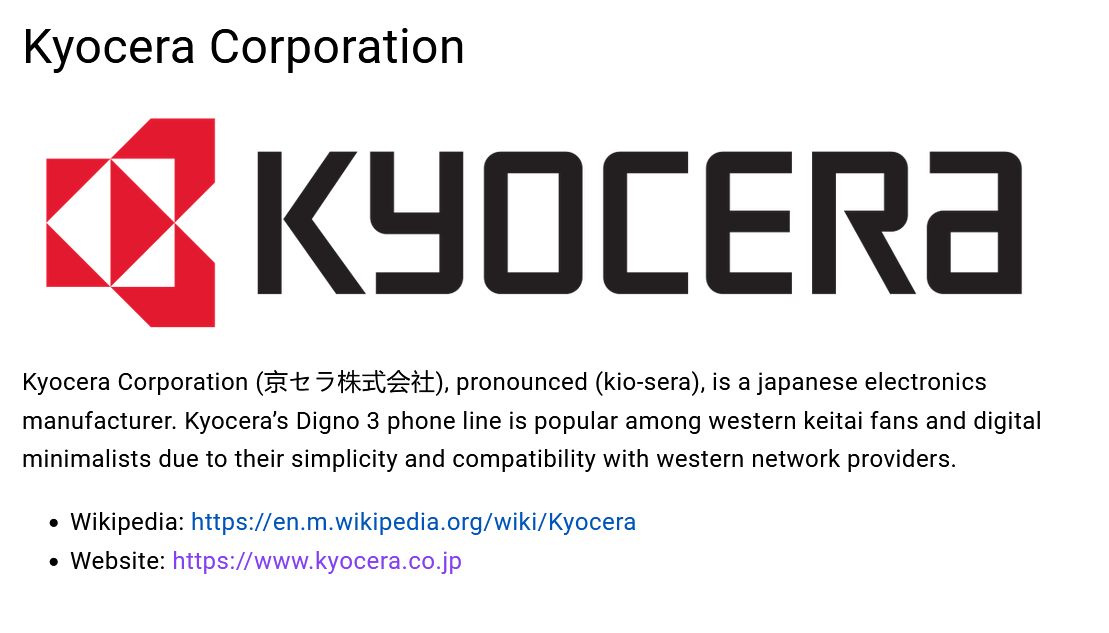 Kyocera Corporation
KYOCERA
Kyocera Corporation (京セラ株式会社), pronounced (kio-sera), is a japanese electronics
manufacturer. Kyocera’s Digno 3 phone line is popular among western keitai fans and digital
minimalists due to their simplicity and compatibility with western network providers.
• Wikipedia: https://en.m.wikipedia.org/wiki/Kyocera
• Website: https://www.kyocera.co.jp